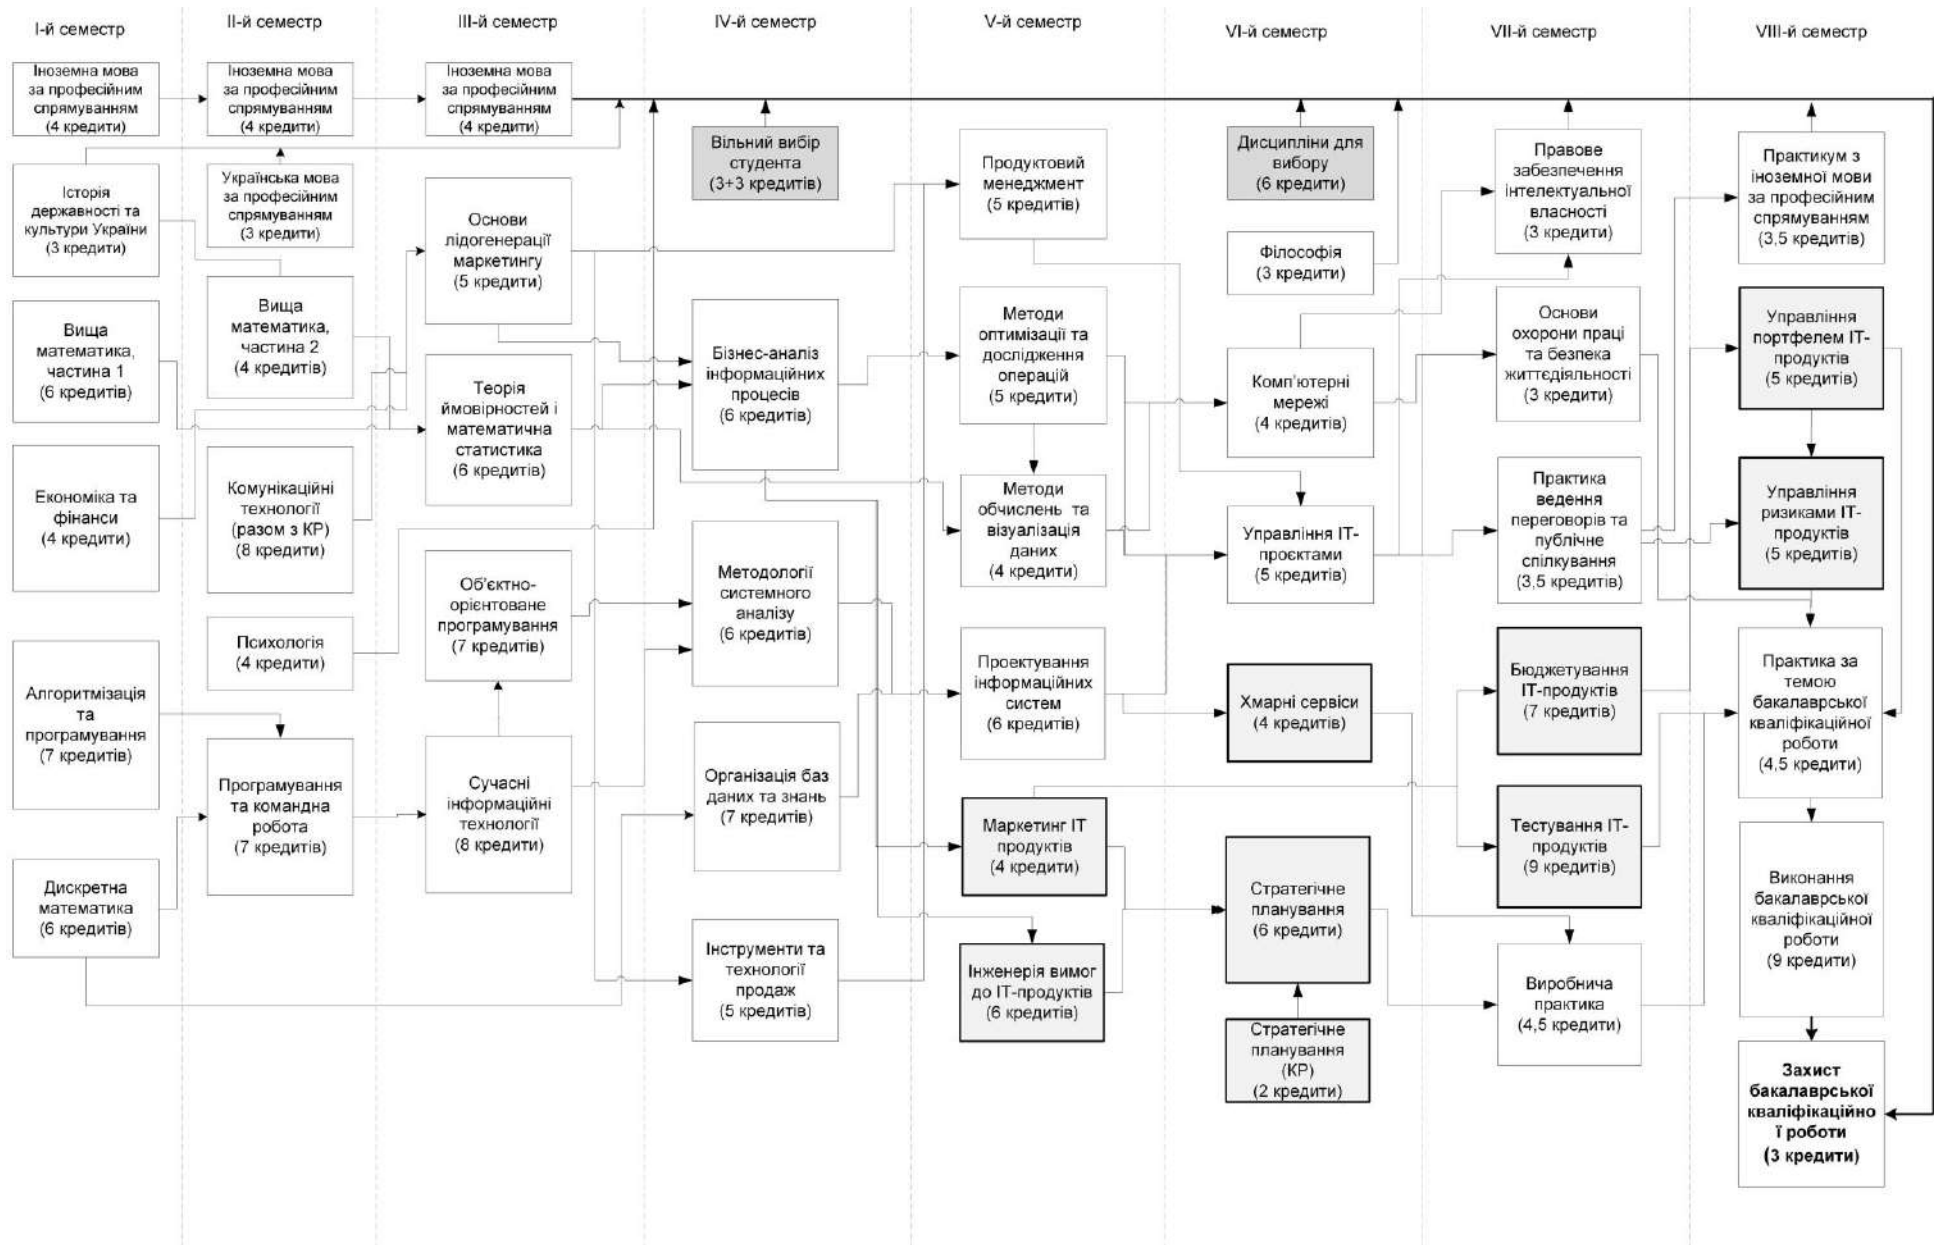 I-й семестр
II-й семестр
III-й семестр
IV-й семестр
V-й семестр
VI-й семестр
VII-й семестр
VIII-й семестр
Іноземна мова
за професійним
спрямуванням
(4 кредити)
Історія
державності та
культури України
(3 кредити)
Вища
математика,
частина 1
(6 кредитів)
Економіка та
фінанси
(4 кредити)
Алгоритмізація
та
програмування
(7 кредитів)
Дискретна
математика
(6 кредитів)
Іноземна мова
за професійним
спрямуванням
(4 кредити)
Українська мова
за професійним
спрямуванням
(3 кредити)
Вища
математика,
частина 2
(4 кредитів)
Комунікаційні
технології
(разом з КР)
(8 кредити)
Психологія
(4 кредити)
Програмування
та командна
робота
(7 кредитів)
Іноземна мова
за професійним
спрямуванням
(4 кредити)
Основи
лідогенерації
маркетингу
(5 кредити)
Теорія
ймовірностей і
математична
статистика
(6 кредитів)
Об'єктно-
орієнтоване
програмування
(7 кредитів)
Сучасні
інформаційні
технології
(8 кредити)
Вільний вибір
студента
(3+3 кредитів)
Бізнес-аналіз
інформаційних
процесів
(6 кредитів)
Методології
системного
аналізу
(6 кредитів)
Організація баз
даних та знань
(7 кредитів)
Інструменти та
технології
продаж
(5 кредитів)
Продуктовий
менеджмент
(5 кредитів)
Методи
оптимізації та
дослідження
операцій
(5 кредитів)
Методи
обчислень та
візуалізація
даних
(4 кредити)
Проектування
інформаційних
систем
(6 кредитів)
Маркетинг ІТ
продуктів
(4 кредити)
Інженерія вимог
до ІТ-продуктів
(6 кредитів)
Дисципліни для
вибору
(6 кредити)
Філософія
(3 кредити)
Комп'ютерні
мережі
(4 кредитів)
Управління ІТ-
проєктами
(5 кредитів)
Хмарні сервіси
(4 кредитів)
Стратегічне
планування
(6 кредити)
Стратегічне
планування
(КР)
(2 кредити)
Правове
забезпечення
інтелектуальної
власності
(3 кредити)
Основи
охорони праці
та безпека
життєдіяльності
(3 кредити)
Практика
ведення
переговорів та
публічне
спілкування
(3,5 кредитів)
Бюджетування
ІТ-продуктів
(7 кредитів)
Тестування ІТ-
продуктів
(9 кредитів)
Виробнича
практика
(4,5 кредити)
Практикум з
іноземної мови
за професійним
спрямуванням
(3,5 кредитів)
Управління
портфелем ІТ-
продуктів
(5 кредитів)
Управління
ризиками ІТ-
продуктів
(5 кредитів)
Практика за
темою
бакалаврської
кваліфікаційної
роботи
(4,5 кредити)
Виконання
бакалаврської
кваліфікаційної
роботи
(9 кредити)
Захист
бакалаврської
кваліфікаційно
ї роботи
(3 кредити)